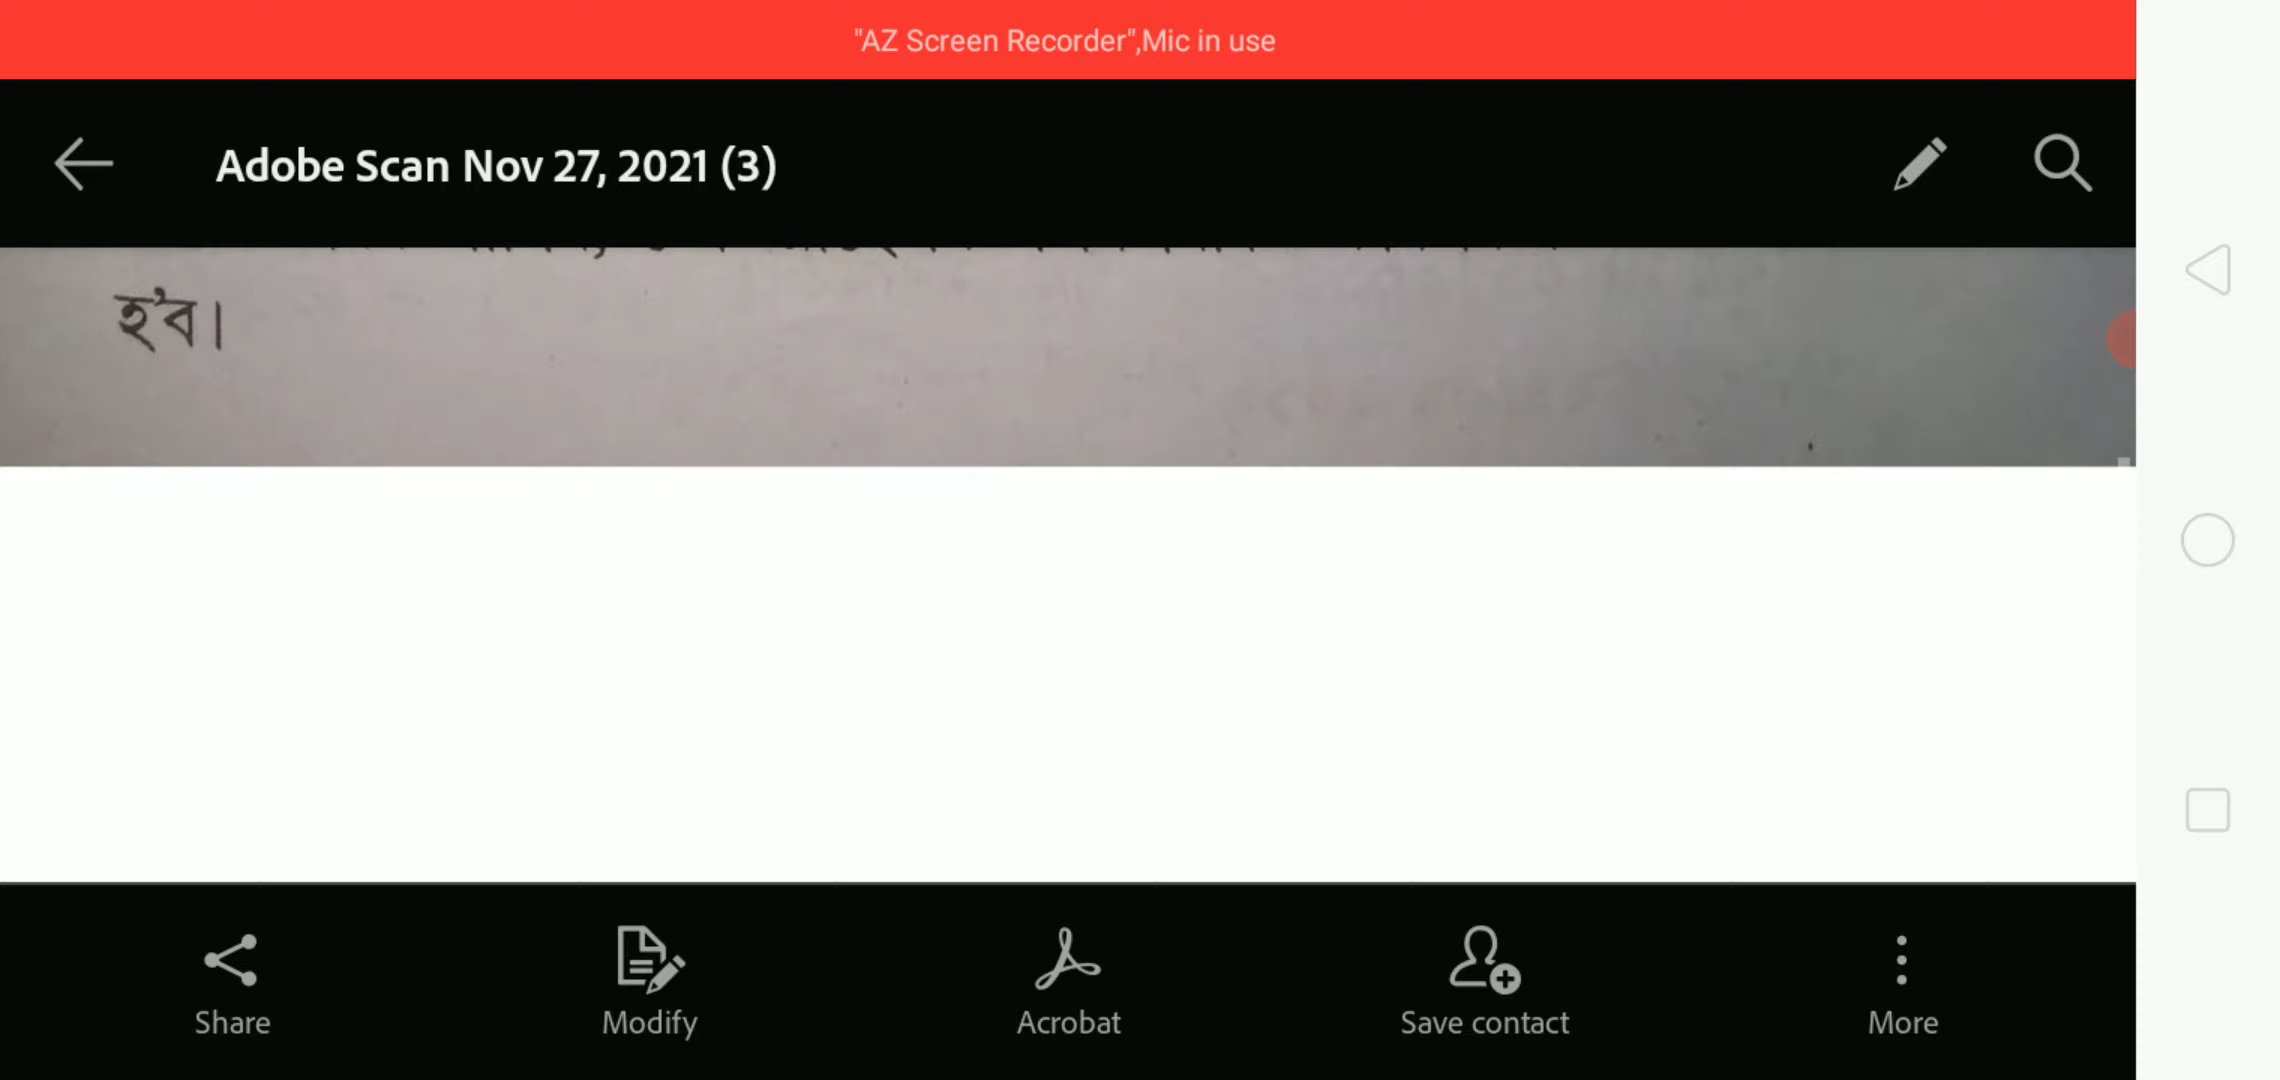 "AZ Screen Recorder",Mic in use
Adobe Scan Nov 27, 2021 (3)
হ'ব।
Share
Modify
Acrobat
Save contact
More